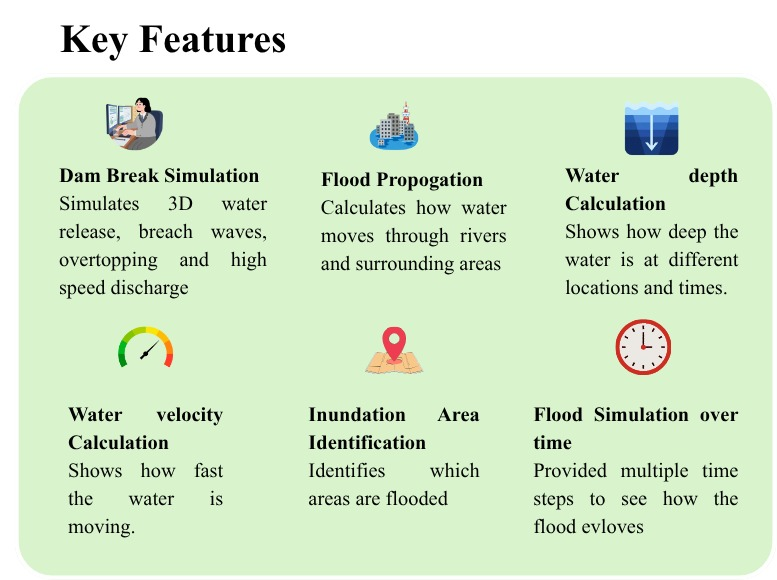 Key Features
Dam Break Simulation
Simulates 3D water
release, breach waves,
overtopping and high
speed discharge
Flood Propogation
Calculates how water
moves through rivers
and surrounding areas
Water depth
Calculation
Shows how deep the
water is at different
locations and times.
Water velocity
Calculation
Shows how fast
the water is
moving.
Inundation Area
Identification
Identifies which
areas are flooded
Flood Simulation over
time
Provided multiple time
steps to see how the
flood evloves